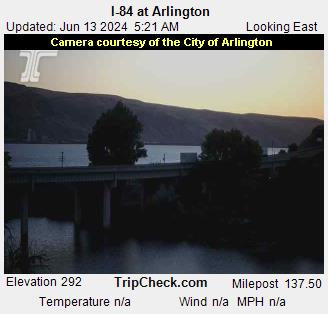 I-84 at Arlington
Updated: Jun 13 2024 5:21 AM Looking East
Camera courtesy of the City of Arlington
Elevation 292 TripCheck.com Milepost 137.50
Temperature n/a Wind n/a MPH n/a